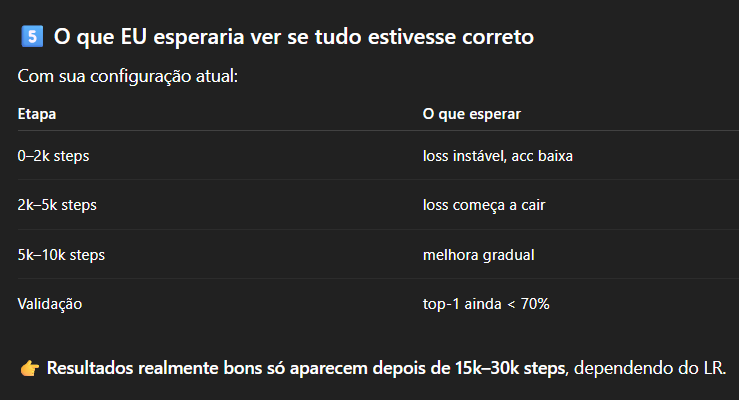 5️⃣ O que EU esperaria ver se tudo estivesse correto
Com sua configuração atual:
Etapa O que esperar
0–2k steps loss instável, acc baixa
2k–5k steps loss começa a cair
5k–10k steps melhora gradual
Validação top-1 ainda < 70%
👉 Resultados realmente bons só aparecem depois de 15k–30k steps, dependendo do LR.